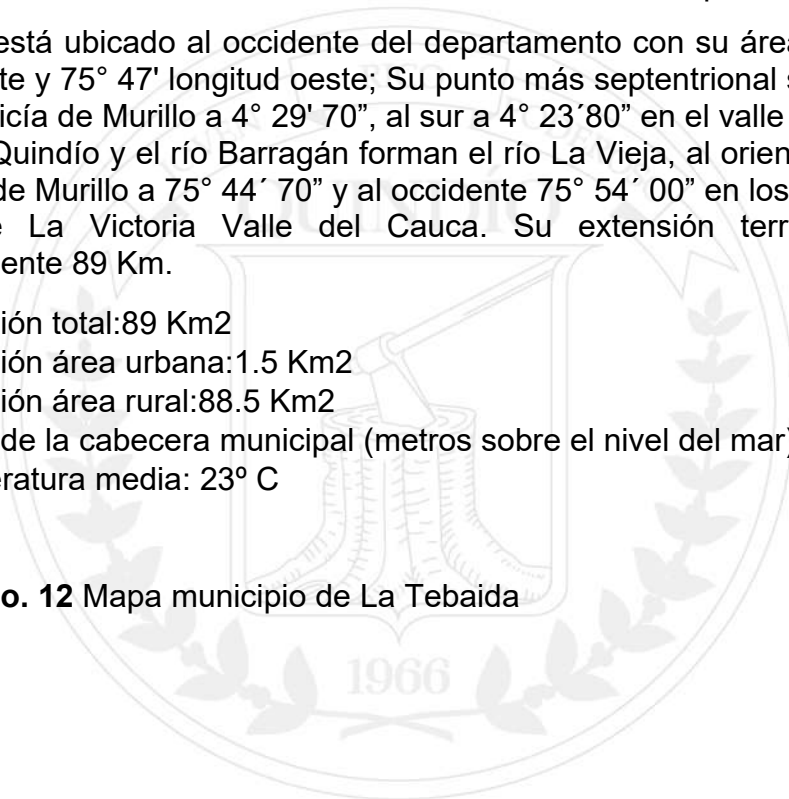 está ubicado al occidente del departamento con su área
te y 75° 47' longitud oeste; Su punto más septentrional s
icía de Murillo a 4° 29' 70”, al sur a 4° 23´80” en el valle
Quindío y el río Barragán forman el río La Vieja, al orien
de Murillo a 75° 44´ 70” y al occidente 75° 54´ 00” en los
La Victoria Valle del Cauca. Su extensión terr
ente 89 Km.
ión total:89 Km2
ión área urbana:1.5 Km2
ión área rural:88.5 Km2
de la cabecera municipal (metros sobre el nivel del mar)
eratura media: 23º C
o. 12 Mapa municipio de La Tebaida
QUINDÍO
1966